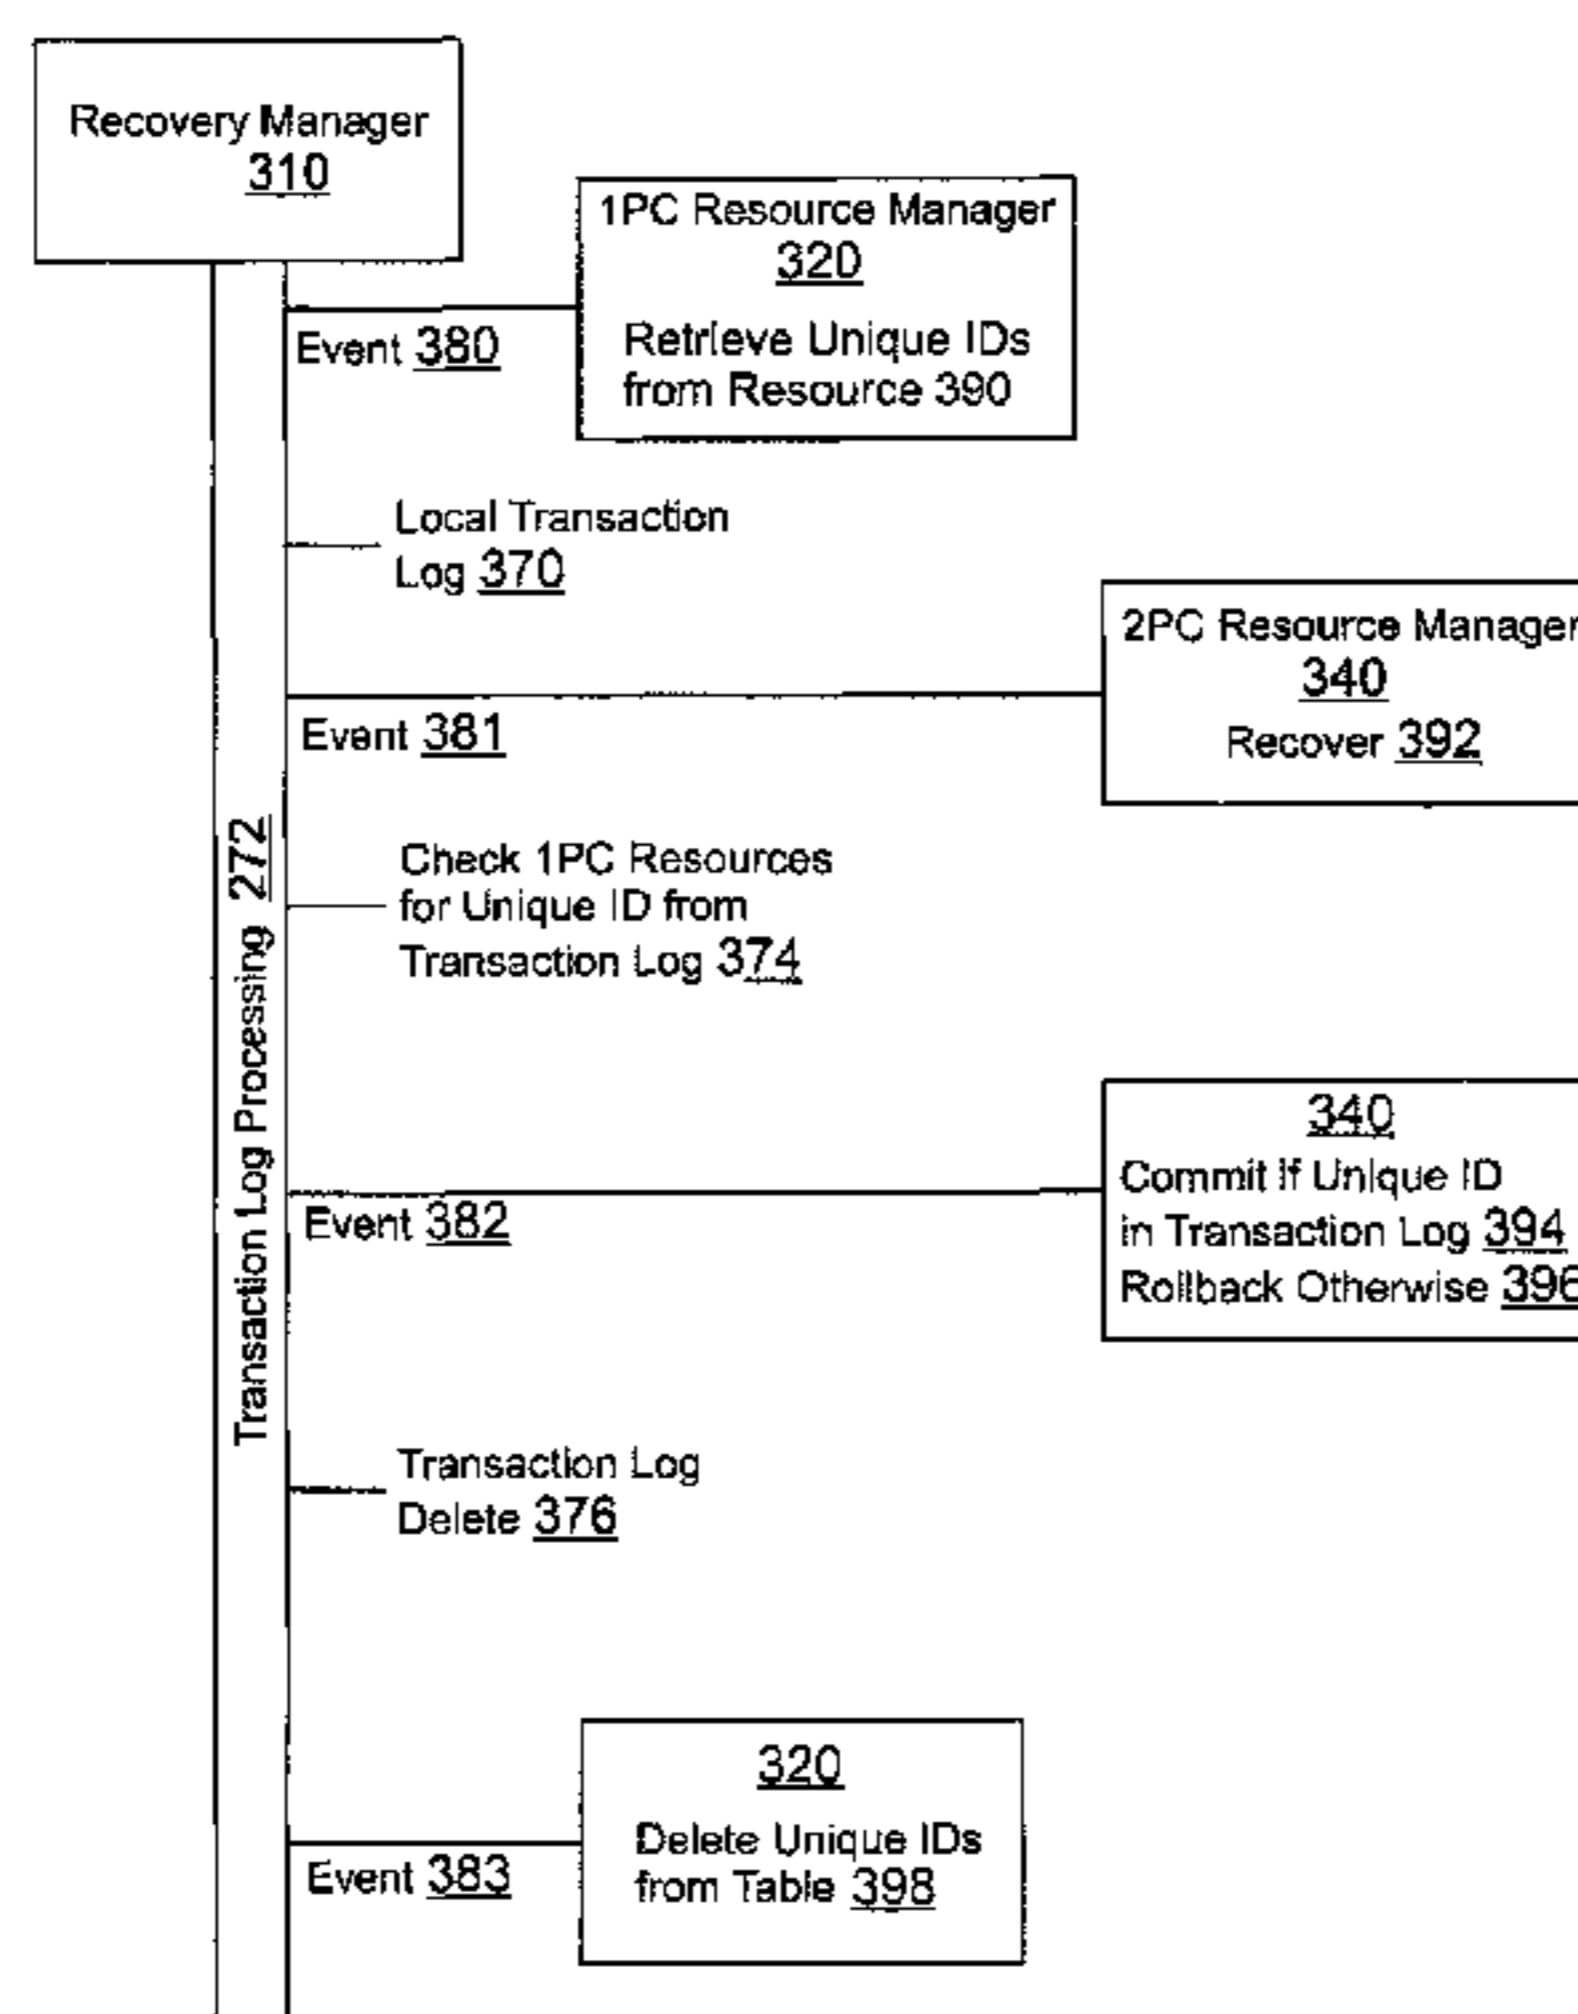 Recovery Manager
310
1PC Resource Manager
320
Retrieve Unique IDs
from Resource 390
Event 380
Local Transaction
Log 370
2PC Resource Manager
340
Recover 392
Event 381
Check 1PC Resources
for Unique ID from
Transaction Log 374
Transaction Log Processing 272
340
Commit if Unique ID
in Transaction Log 394
Rollback Otherwise 396
Event 382
Transaction Log
Delete 376
320
Delete Unique IDs
from Table 398
Event 383